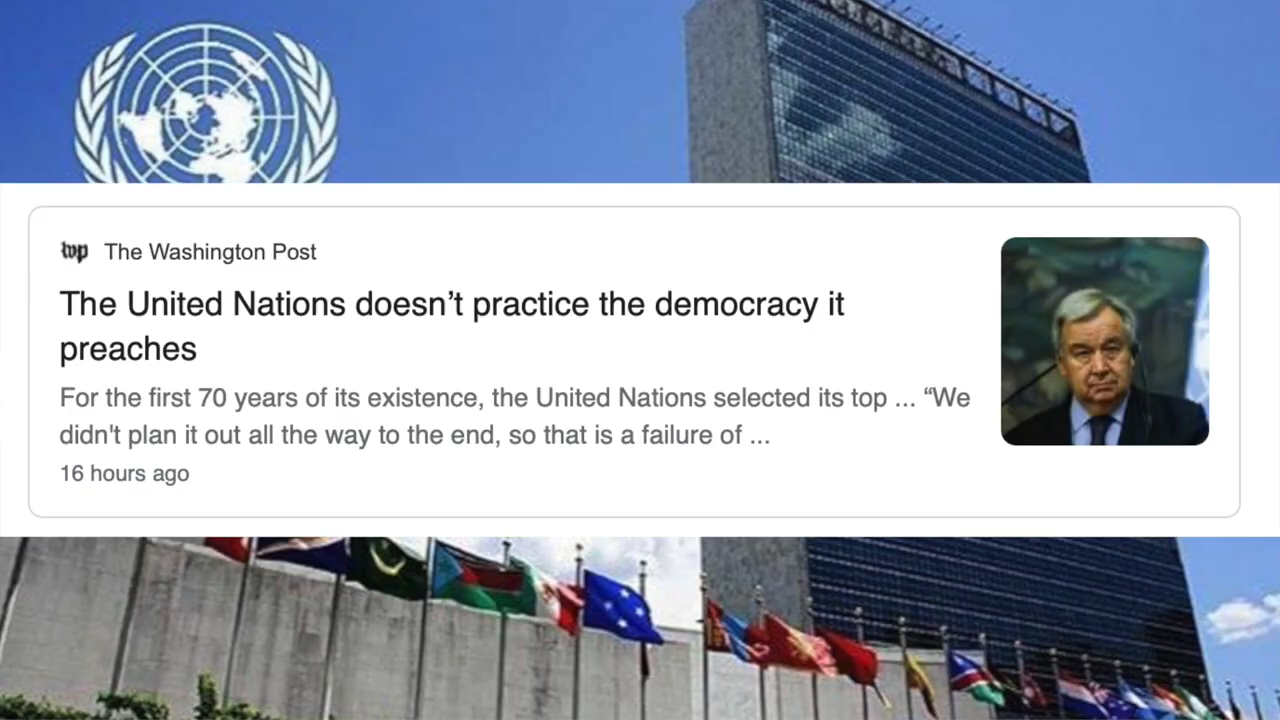 wp The Washington Post
The United Nations doesn’t practice the democracy it
preaches
For the first 70 years of its existence, the United Nations selected its top ... “We
didn't plan it out all the way to the end, so that is a failure of ...
16 hours ago